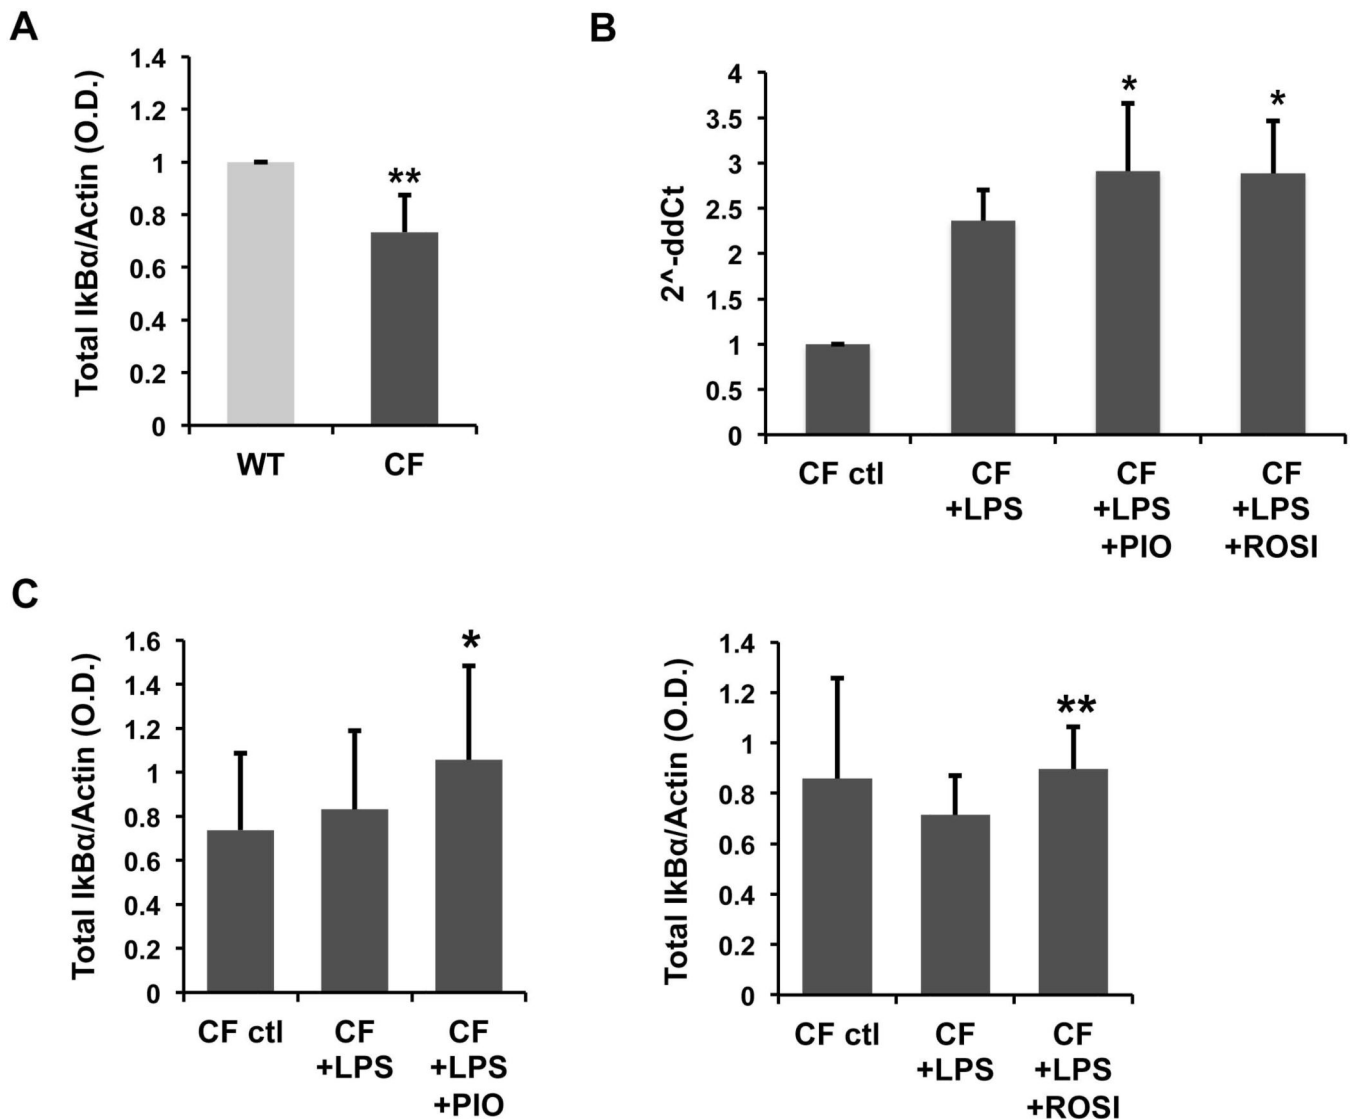 A
Total IkBα/Actin (O.D.)
1.4
1.2
1
0.8
0.6
0.4
0.2
0
**
WT
CF
B
2^-ddCt
4
3.5
3
2.5
2
1.5
1
0.5
0
*
*
CF ctl
CF
+LPS
CF
+LPS
+PIO
CF
+LPS
+ROSI
C
Total IkBα/Actin (O.D.)
1.6
1.4
1.2
1
0.8
0.6
0.4
0.2
0
*
CF ctl
CF
+LPS
CF
+LPS
+PIO
Total IkBα/Actin (O.D.)
1.4
1.2
1
0.8
0.6
0.4
0.2
0
**
CF ctl
CF
+LPS
CF
+LPS
+ROSI